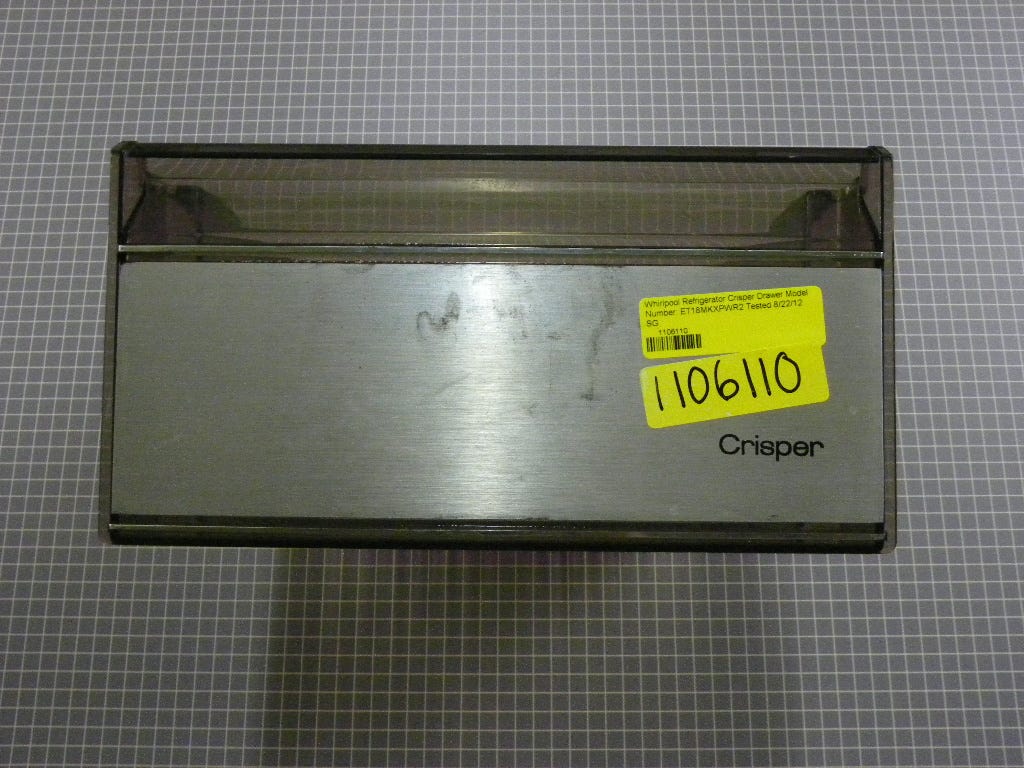 Whirlpool Refrigerator Crisper Drawer Model
Number: ET18MKXPWR2 Tested 8/22/12
SG
1106110
1106110
Crisper